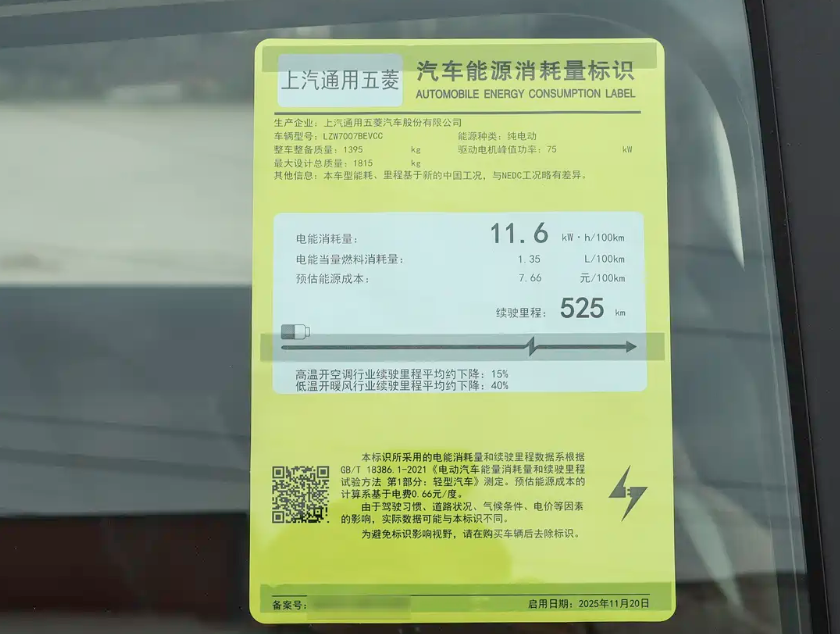 上汽通用五菱
汽车能源消耗量标识
AUTOMOBILE ENERGY CONSUMPTION LABEL
生产企业：上汽通用五菱汽车股份有限公司
车辆型号：LZW7007BEVCC 能源种类：纯电动
整车整备质量：1395 kg 驱动电机峰值功率：75 kW
最大设计总质量：1815 kg
其他信息：本车型能耗、里程基于新的中国工况，与NEDC工况略有差异。
电能消耗量： 11.6 kW·h/100km
电能当量燃料消耗量： 1.35 L/100km
预估能源成本： 7.66 元/100km
续驶里程： 525 km
高温开空调行业续驶里程平均约下降：15%
低温开暖风行业续驶里程平均约下降：40%
本标识所采用的电能消耗量和续驶里程数据系根据
GB/T 18386.1-2021《电动汽车能量消耗量和续驶里程
试验方法 第1部分：轻型汽车》测定。预估能源成本的
计算系基于电费0.66元/度。
由于驾驶习惯、道路状况、气候条件、电价等因素
的影响，实际数据可能与本标识不同。
为避免标识影响视野，请在购买车辆后去除标识。
备案号： 启用日期：2025年11月20日